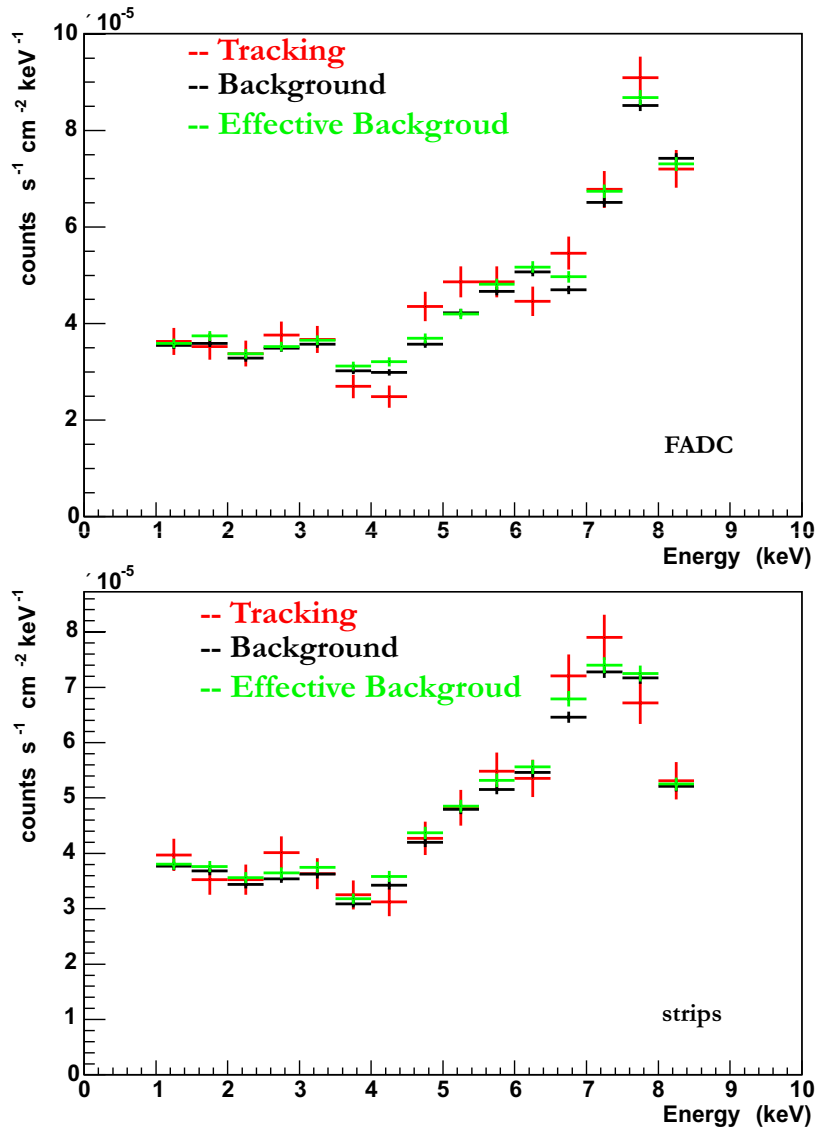 ´10-5
10
-- Tracking
-- Background
-- Effective Backgroud
counts s-1 cm-2 keV-1
8
6
4
2
0
FADC
0 1 2 3 4 5 6 7 8 9 10
Energy (keV)
´10-5
-- Tracking
-- Background
-- Effective Backgroud
counts s-1 cm-2 keV-1
8
7
6
5
4
3
2
1
0
strips
0 1 2 3 4 5 6 7 8 9 10
Energy (keV)